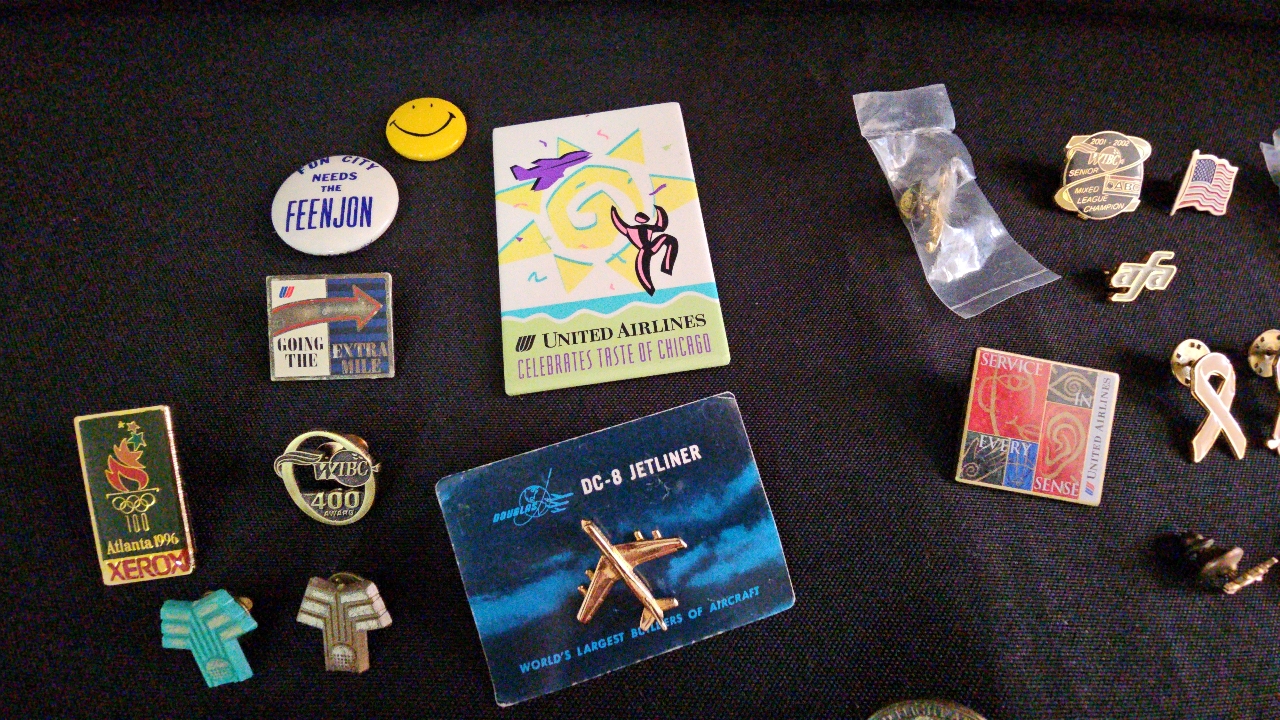 FUN CITY
NEEDS
THE
FEENJON
GOING
THE
EXTRA
MILE
UNITED AIRLINES
CELEBRATES TASTE OF CHICAGO
2001 - 2002
WIBC
SENIOR
ABC
MIXED
LEAGUE
CHAMPION
afa
SERVICE
IN
EVERY
SENSE
UNITED AIRLINES
Atlanta 1996
XEROX
WIBC
400
AWARD
DOUGLAS
DC-8 JETLINER
WORLD'S LARGEST BUILDERS OF AIRCRAFT